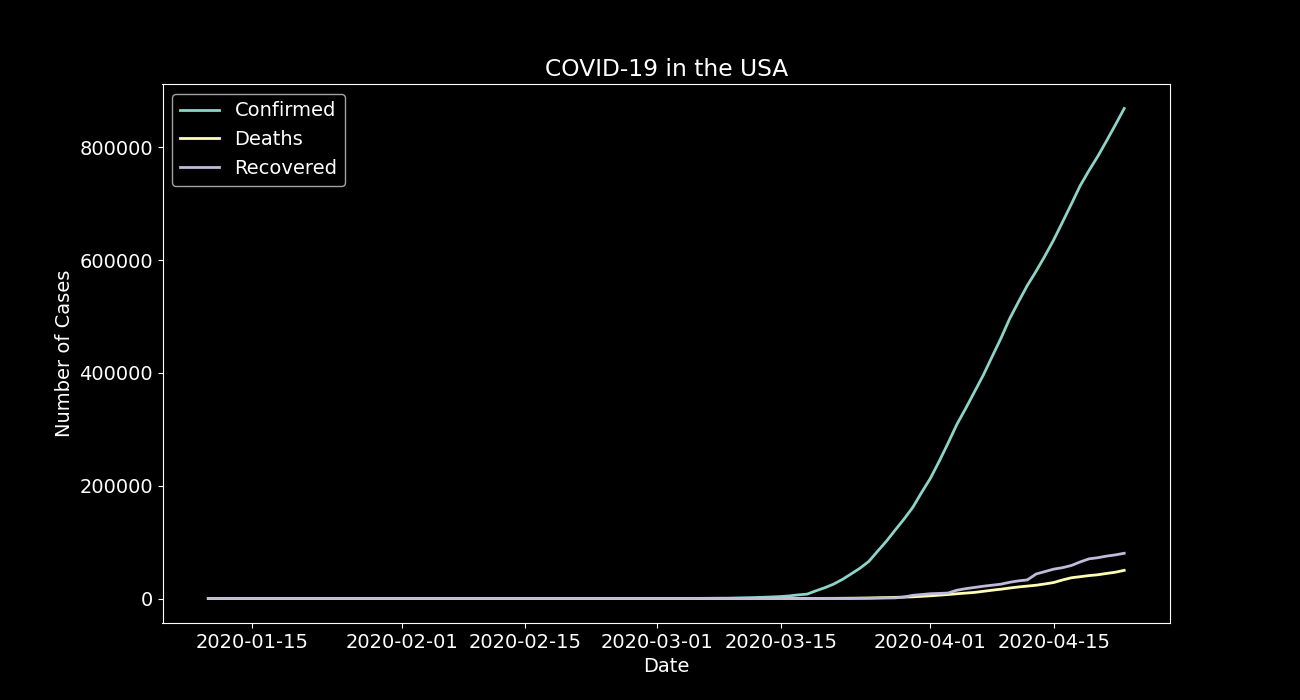 COVID-19 in the USA
Confirmed
Deaths
Recovered
800000
600000
400000
200000
0
Number of Cases
2020-01-15 2020-02-01 2020-02-15 2020-03-01 2020-03-15 2020-04-01 2020-04-15
Date